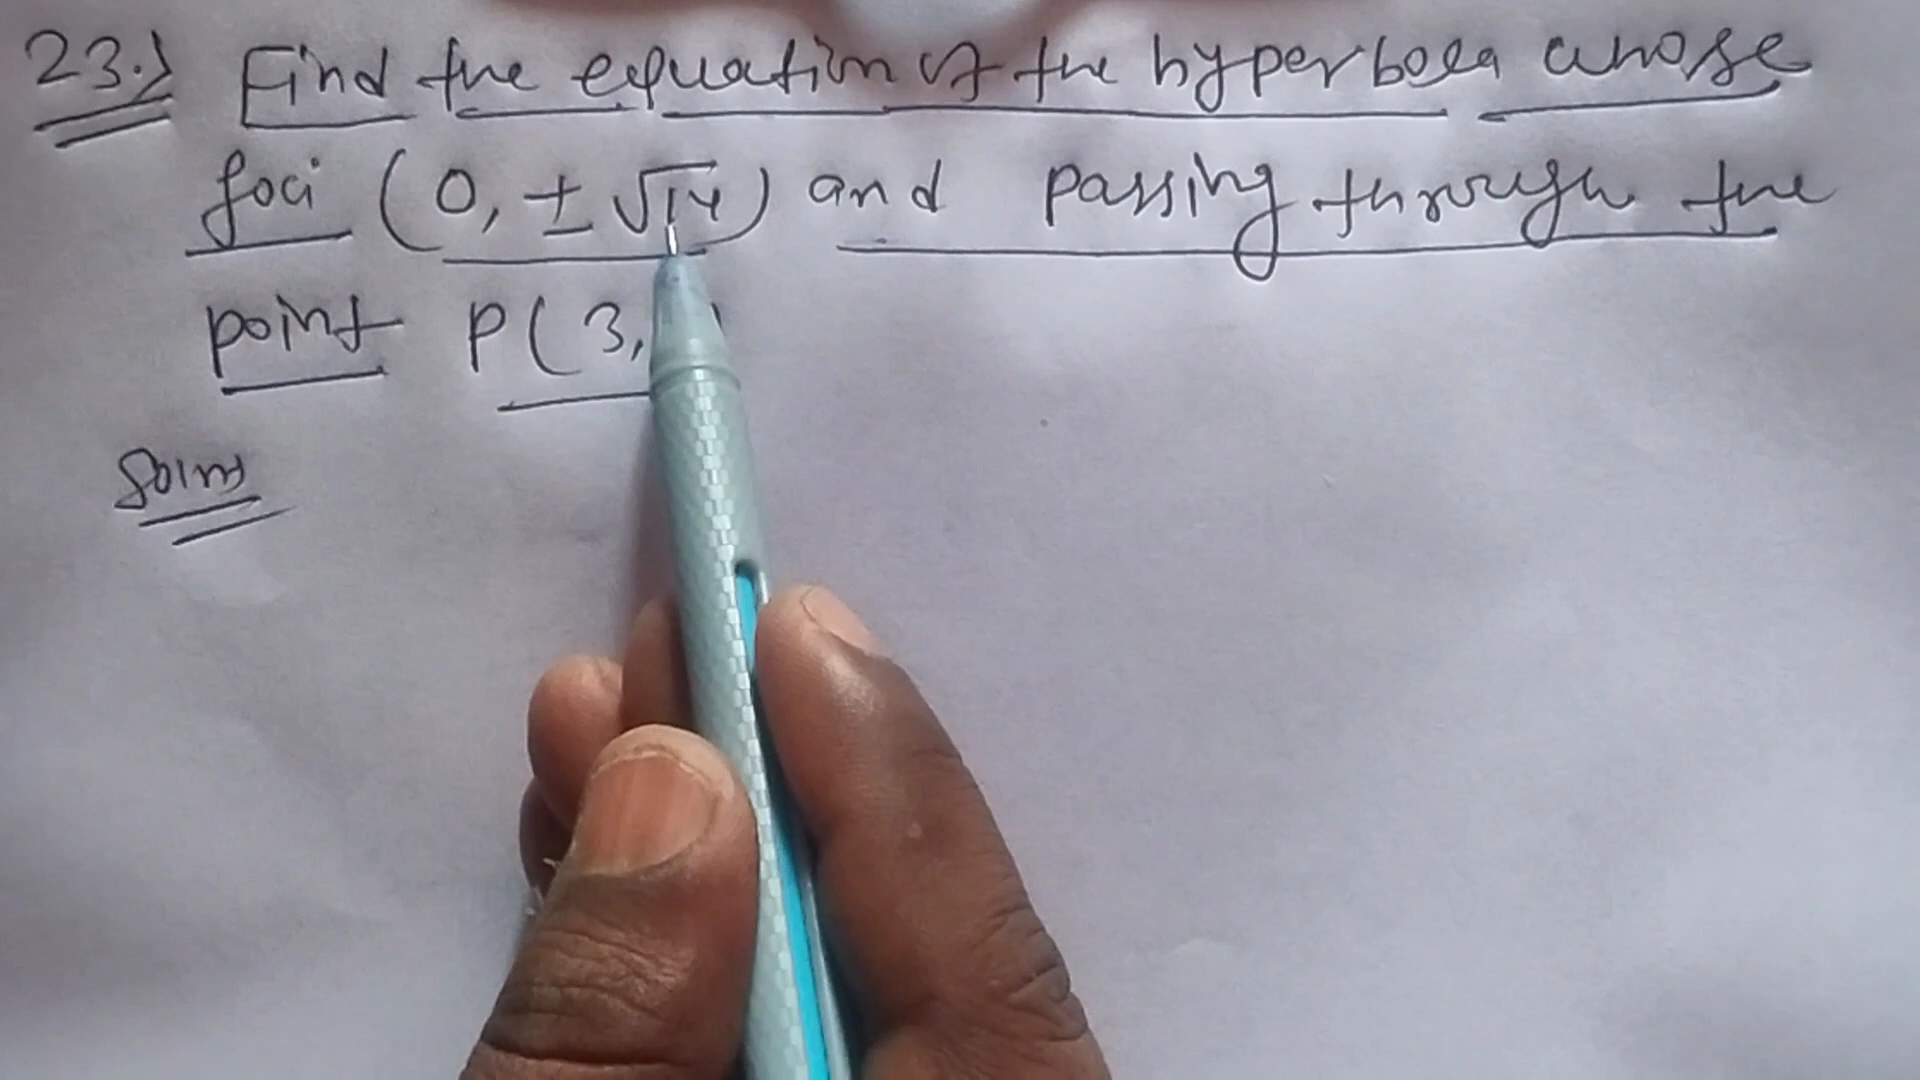 23.) Find the equation of the hyperbola whose
foci (0, ± √14) and passing through the
point P(3, )
Soln